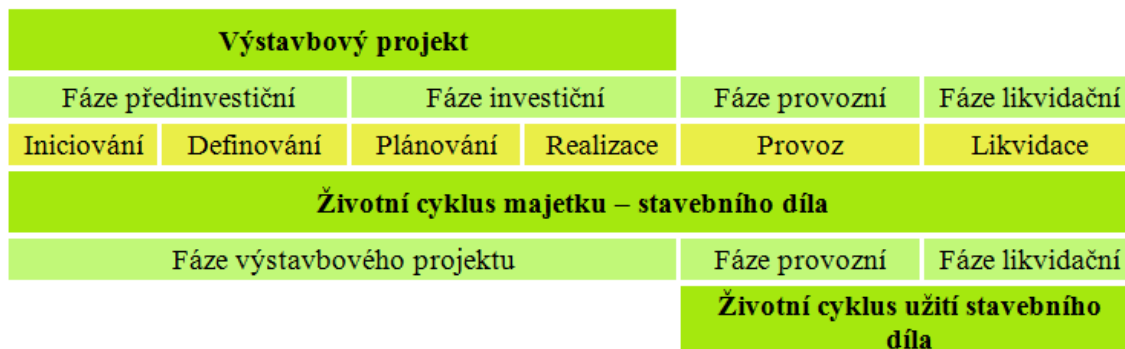 Výstavbový projekt
Fáze předinvestiční Fáze investiční Fáze provozní Fáze likvidační
Iniciování Definování Plánování Realizace Provoz Likvidace
Životní cyklus majetku – stavebního díla
Fáze výstavbového projektu Fáze provozní Fáze likvidační
Životní cyklus užití stavebního
díla